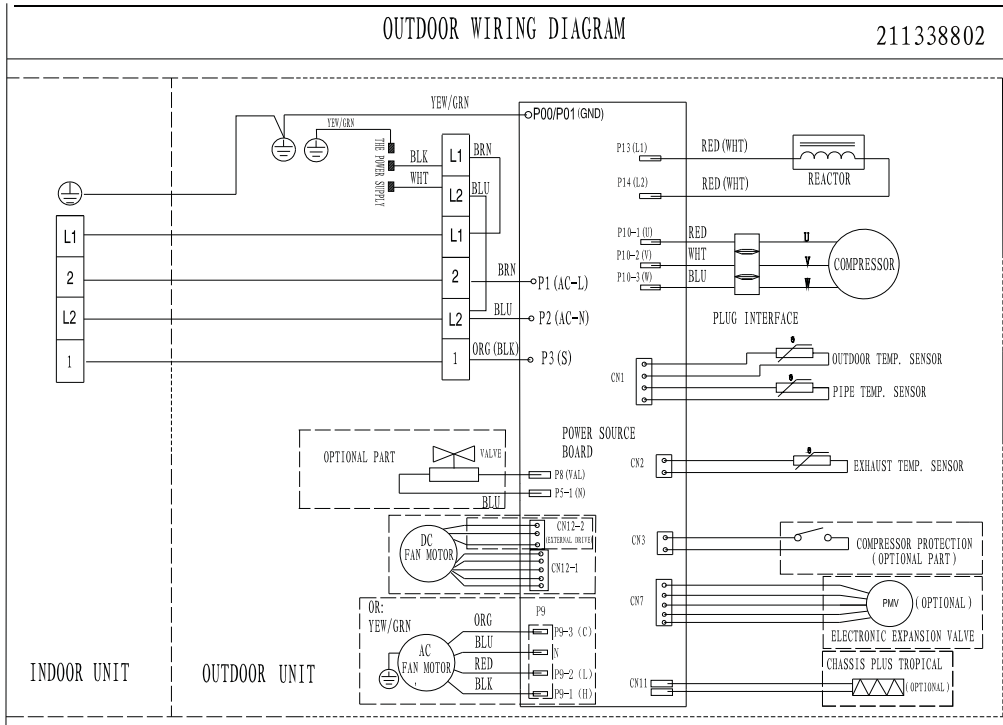 OUTDOOR WIRING DIAGRAM
211338802
YEW/GRN
P00/P01(GND)
YEW/GRN
THE POWER SUPPLY
BLK
WHT
L1
BRN
L2
BLU
L1
2
BRN
P1(AC-L)
L2
BLU
P2(AC-N)
1
ORG(BLK)
P3(S)
L1
2
L2
1
P13(L1)
RED(WHT)
P14(L2)
RED(WHT)
REACTOR
P10-1(U)
RED
U
P10-2(V)
WHT
V
P10-3(W)
BLU
W
COMPRESSOR
PLUG INTERFACE
CN1
θ
OUTDOOR TEMP. SENSOR
θ
PIPE TEMP. SENSOR
POWER SOURCE
BOARD
OPTIONAL PART
VALVE
P8(VAL)
P5-1(N)
BLU
CN2
θ
EXHAUST TEMP. SENSOR
DC
FAN MOTOR
CN12-2
(EXTERNAL DRIVE)
CN12-1
CN3
COMPRESSOR PROTECTION
(OPTIONAL PART)
CN7
PMV
(OPTIONAL)
ELECTRONIC EXPANSION VALVE
OR:
YEW/GRN
P9
ORG
P9-3 (C)
BLU
N
AC
FAN MOTOR
RED
P9-2 (L)
BLK
P9-1 (H)
CHASSIS PLUS TROPICAL
CN11
(OPTIONAL)
INDOOR UNIT
OUTDOOR UNIT